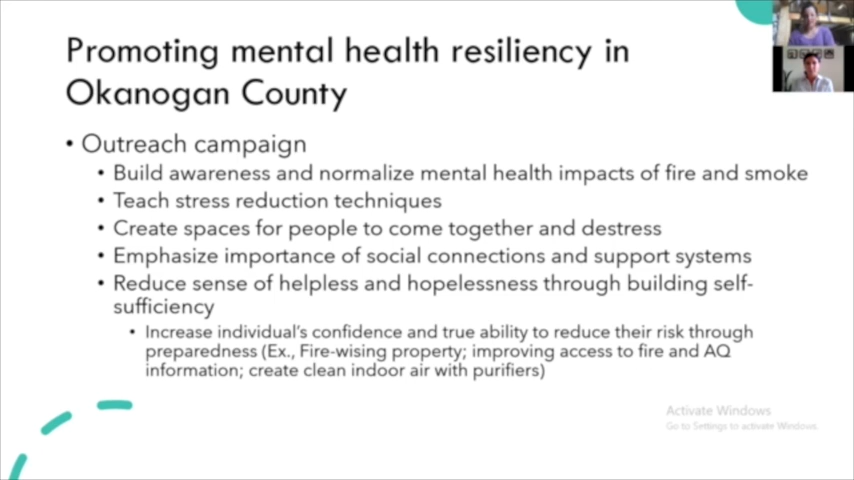 Promoting mental health resiliency in
Okanogan County
• Outreach campaign
• Build awareness and normalize mental health impacts of fire and smoke
• Teach stress reduction techniques
• Create spaces for people to come together and destress
• Emphasize importance of social connections and support systems
• Reduce sense of helpless and hopelessness through building self-
sufficiency
• Increase individual's confidence and true ability to reduce their risk through
preparedness (Ex., Fire-wising property; improving access to fire and AQ
information; create clean indoor air with purifiers)
Activate Windows
Go to Settings to activate Windows.